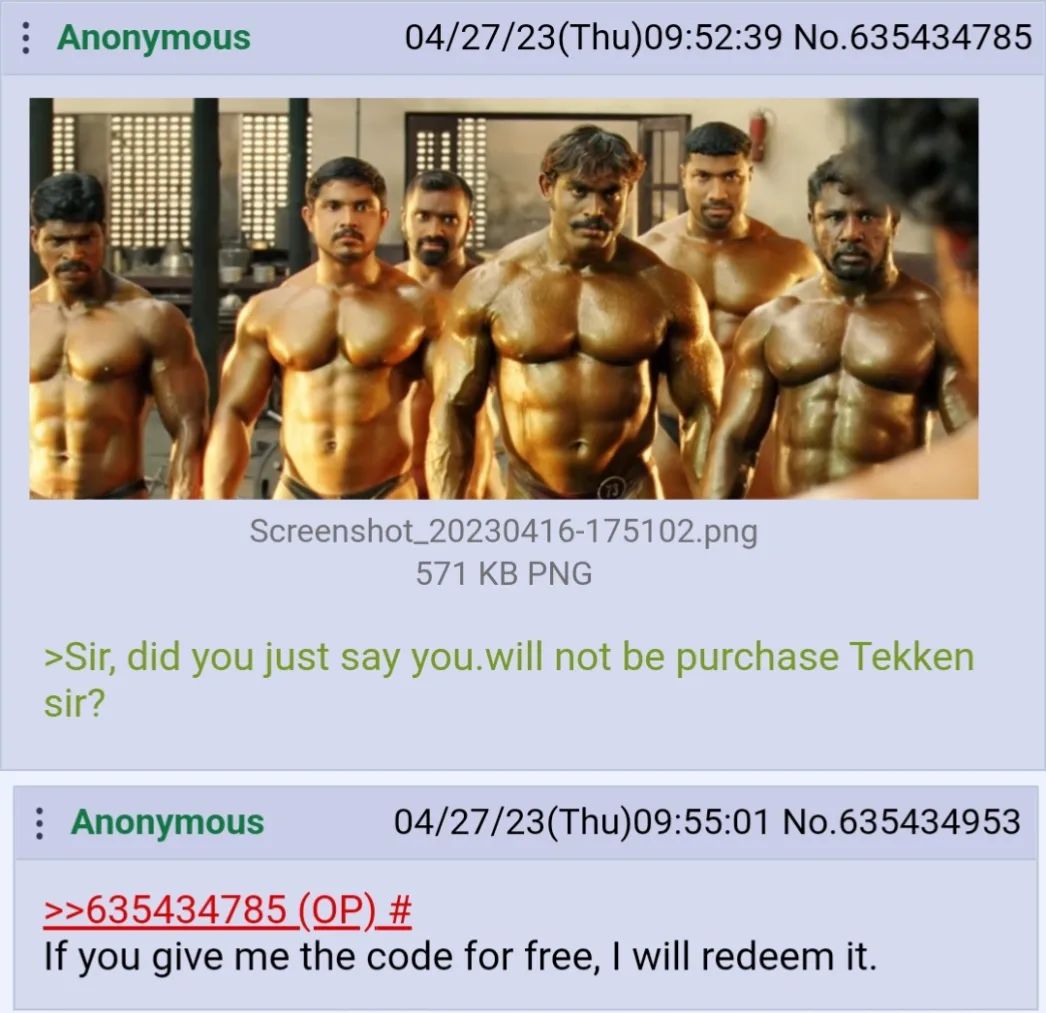 Anonymous 04/27/23(Thu)09:52:39 No.635434785
73
Screenshot_20230416-175102.png
571 KB PNG
>Sir, did you just say you.will not be purchase Tekken
sir?
Anonymous 04/27/23(Thu)09:55:01 No.635434953
>>635434785 (OP) #
If you give me the code for free, I will redeem it.